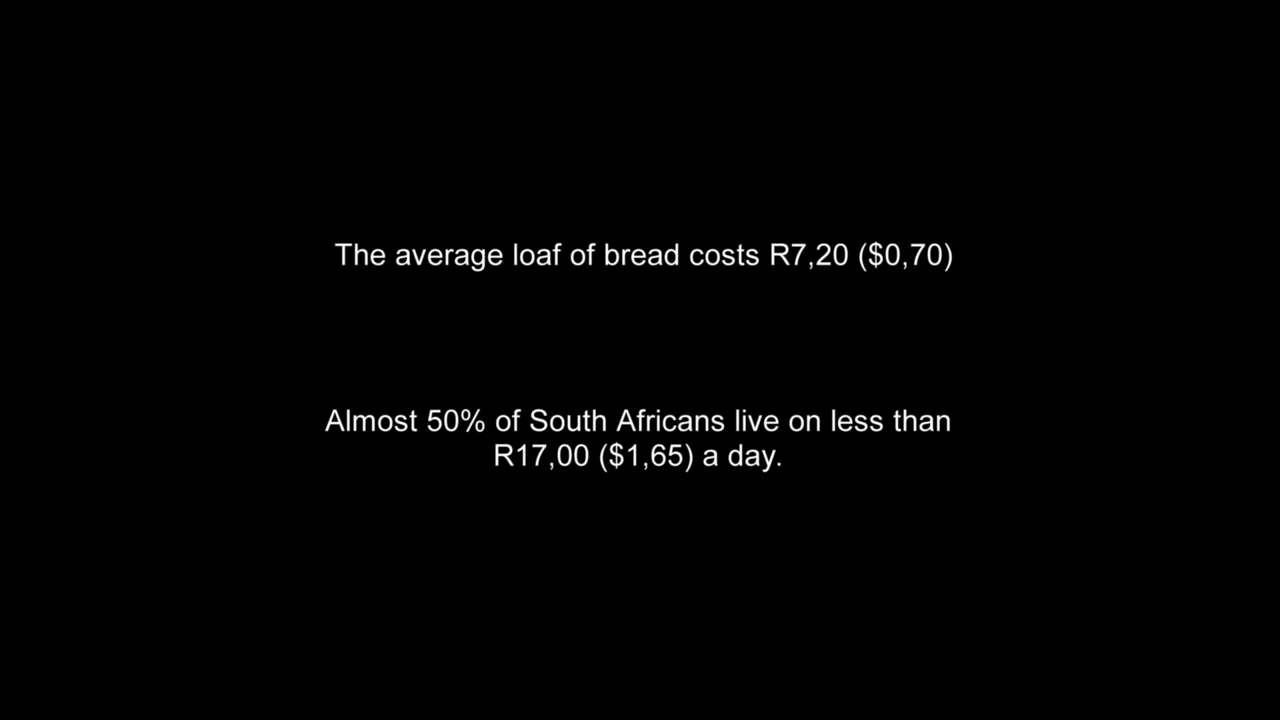 The average loaf of bread costs R7,20 ($0,70)
Almost 50% of South Africans live on less than
R17,00 ($1,65) a day.